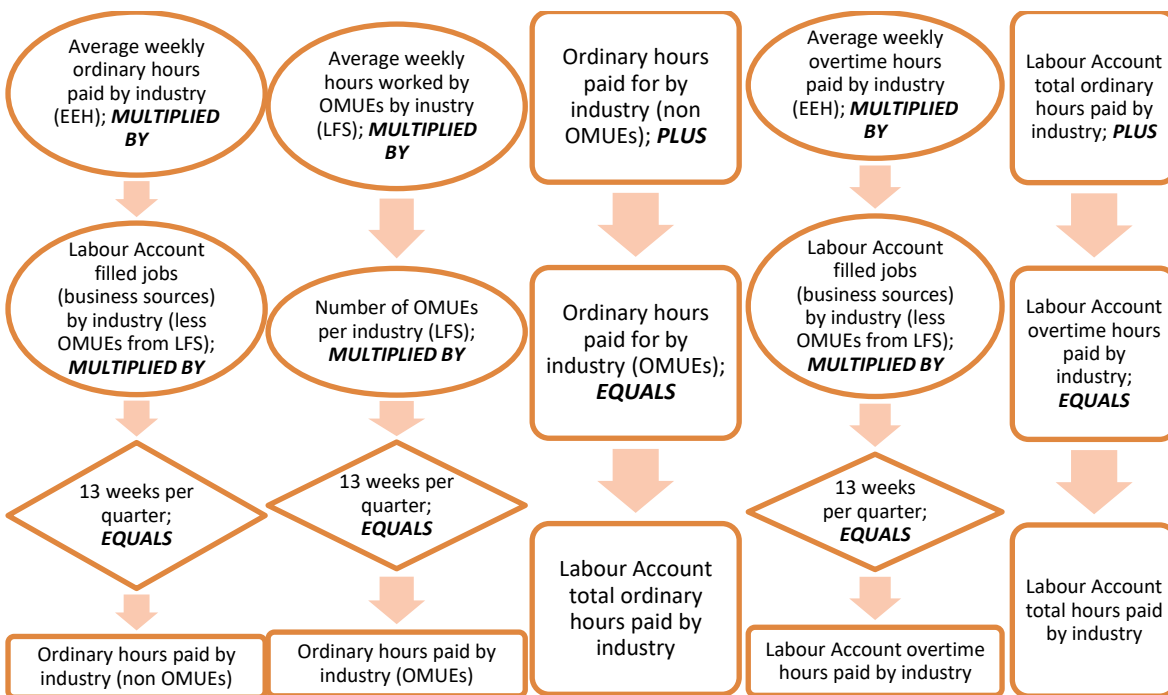 Average weekly
ordinary hours
paid by industry
(EEH); MULTIPLIED
BY
Labour Account
filled jobs
(business sources)
by industry (less
OMUEs from LFS);
MULTIPLIED BY
13 weeks per
quarter;
EQUALS
Ordinary hours paid by
industry (non OMUEs)
Average weekly
hours worked by
OMUEs by inustry
(LFS); MULTIPLIED
BY
Number of OMUEs
per industry (LFS);
MULTIPLIED BY
13 weeks per
quarter;
EQUALS
Ordinary hours paid by
industry (OMUEs)
Ordinary hours
paid for by
industry (non
OMUEs); PLUS
Ordinary hours
paid for by
industry (OMUEs);
EQUALS
Labour Account
total ordinary
hours paid by
industry
Average weekly
overtime hours
paid by industry
(EEH); MULTIPLIED
BY
Labour Account
filled jobs
(business sources)
by industry (less
OMUEs from LFS);
MULTIPLIED BY
13 weeks
per quarter;
EQUALS
Labour Account overtime
hours paid by industry
Labour Account
total ordinary
hours paid by
industry; PLUS
Labour Account
overtime hours
paid by
industry;
EQUALS
Labour Account
total hours paid
by industry